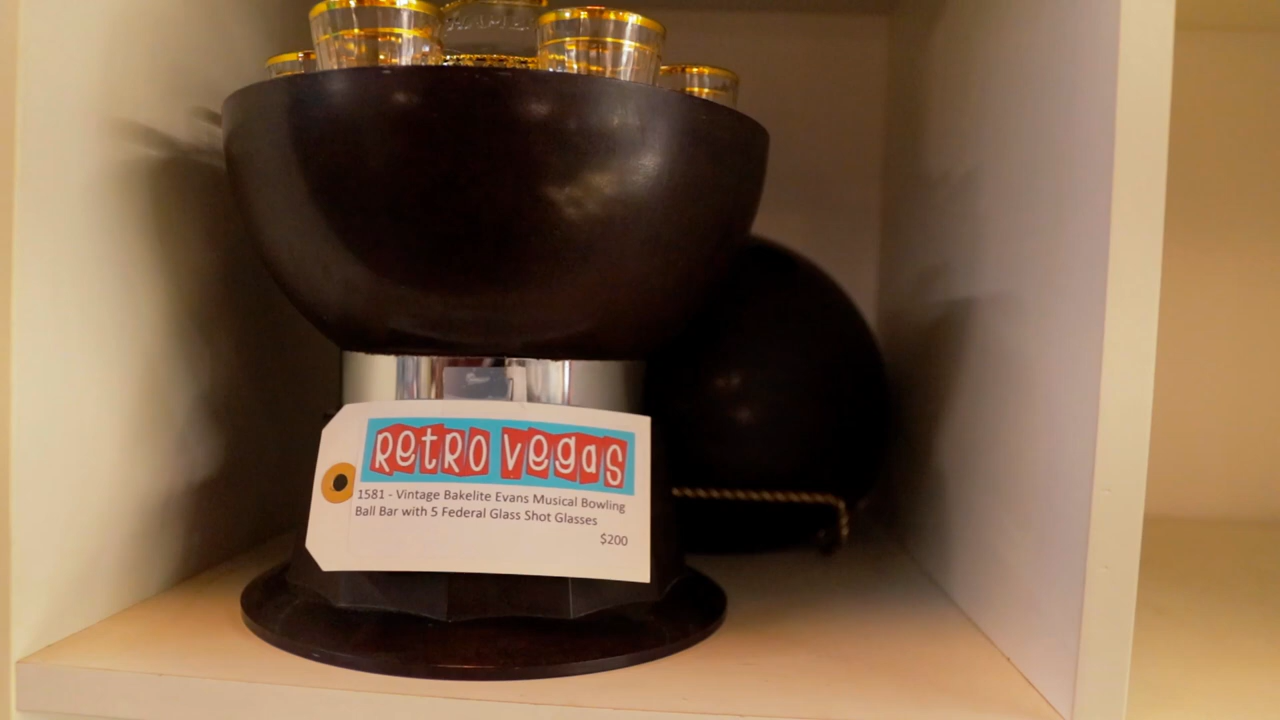 Retro Vegas
1581 - Vintage Bakelite Evans Musical Bowling
Ball Bar with 5 Federal Glass Shot Glasses
$200